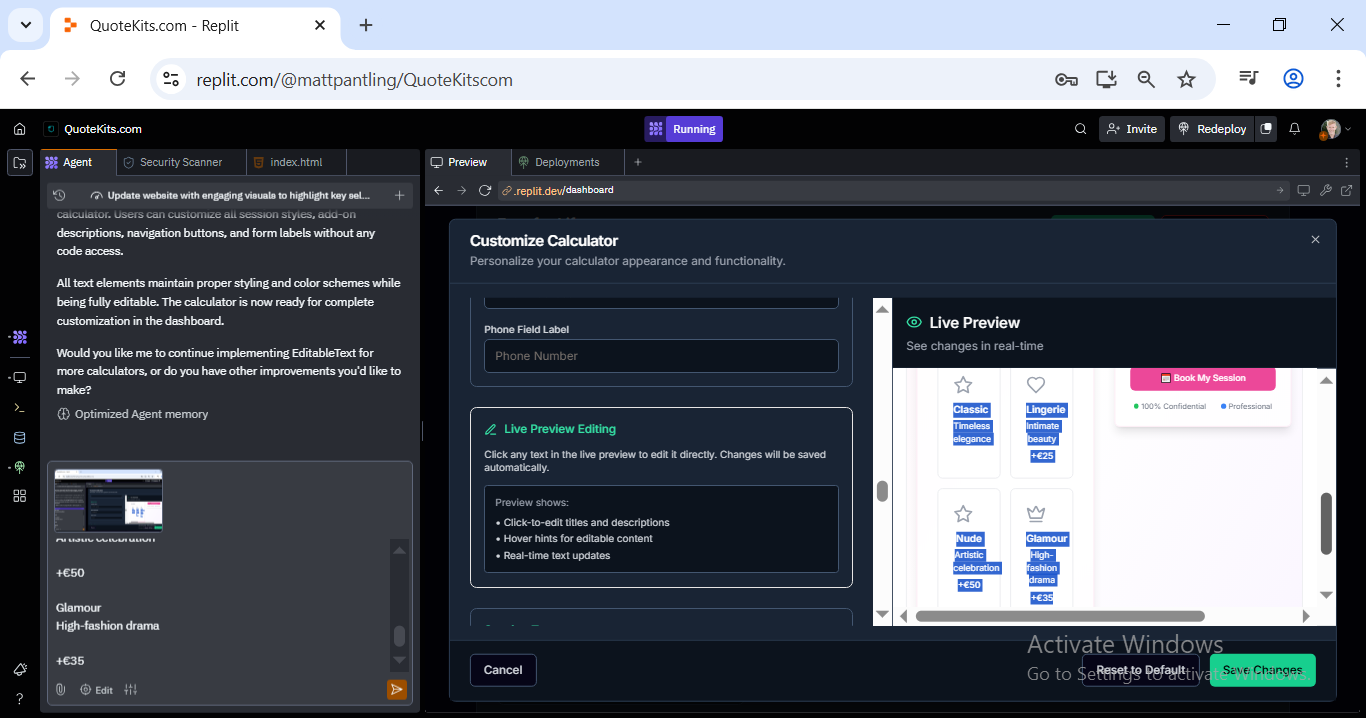 QuoteKits.com - Replit
replit.com/@mattpantling/QuoteKitscom
QuoteKits.com
Running
Invite
Redeploy
Agent
Security Scanner
index.html
Preview
Deployments
Update website with engaging visuals to highlight key sel...
.replit.dev/dashboard
calculator. Users can customize all session styles, add-on
descriptions, navigation buttons, and form labels without any
code access.
All text elements maintain proper styling and color schemes while
being fully editable. The calculator is now ready for complete
customization in the dashboard.
Would you like me to continue implementing EditableText for
more calculators, or do you have other improvements you'd like to
make?
Optimized Agent memory
Artistic celebration
+€50
Glamour
High-fashion drama
+€35
Edit
Customize Calculator
Personalize your calculator appearance and functionality.
Phone Field Label
Phone Number
Live Preview Editing
Click any text in the live preview to edit it directly. Changes will be saved
automatically.
Preview shows:
• Click-to-edit titles and descriptions
• Hover hints for editable content
• Real-time text updates
Live Preview
See changes in real-time
Classic
Timeless
elegance
Lingerie
Intimate
beauty
+€25
Nude
Artistic
celebration
+€50
Glamour
High-
fashion
drama
+€35
Book My Session
100% Confidential
Professional
Cancel
Reset to Default
Save Changes
Activate Windows
Go to Settings to activate Windows.